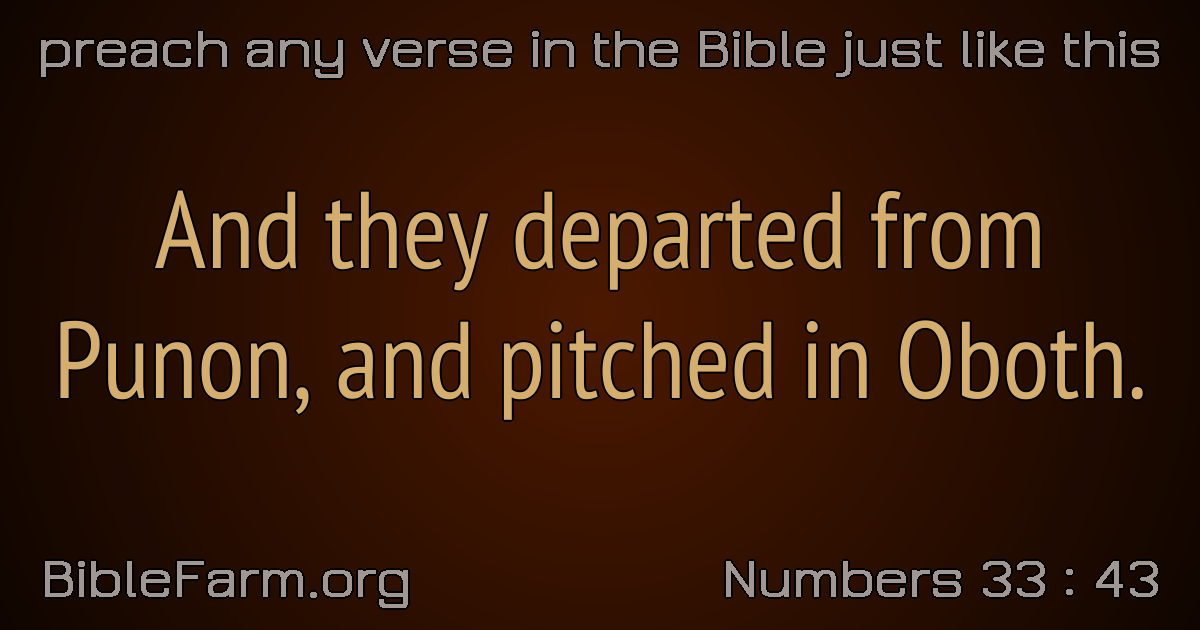 preach any verse in the Bible just like this
And they departed from
Punon, and pitched in Oboth.
BibleFarm.org
Numbers 33 : 43